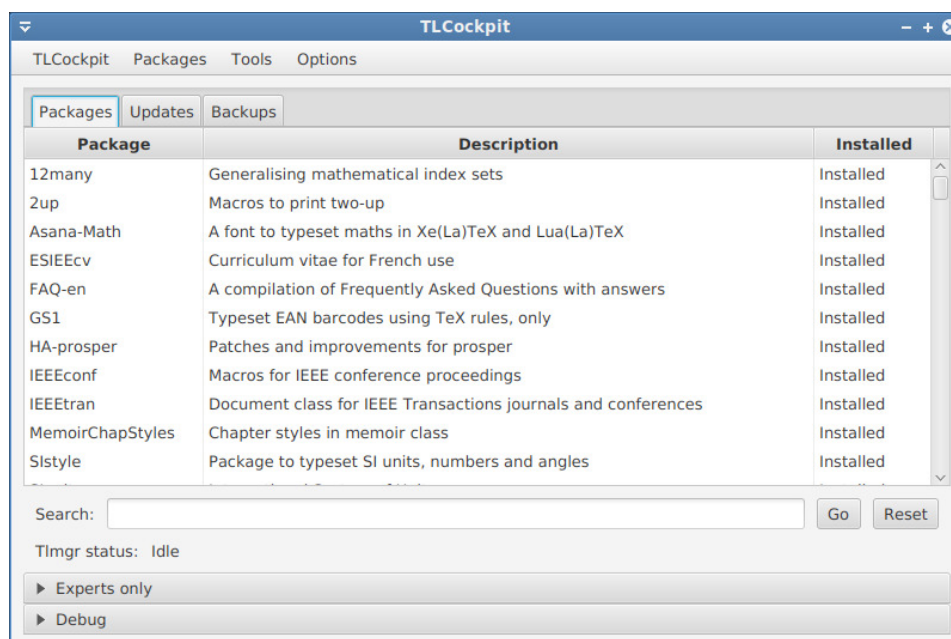 TLCockpit
TLCockpit Packages Tools Options
Packages Updates Backups
Package Description Installed
12many Generalising mathematical index sets Installed
2up Macros to print two-up Installed
Asana-Math A font to typeset maths in Xe(La)TeX and Lua(La)TeX Installed
ESIEEcv Curriculum vitae for French use Installed
FAQ-en A compilation of Frequently Asked Questions with answers Installed
GS1 Typeset EAN barcodes using TeX rules, only Installed
HA-prosper Patches and improvements for prosper Installed
IEEEconf Macros for IEEE conference proceedings Installed
IEEEtran Document class for IEEE Transactions journals and conferences Installed
MemoirChapStyles Chapter styles in memoir class Installed
SIstyle Package to typeset SI units, numbers and angles Installed
Search: Go Reset
Tlmgr status: Idle
Experts only
Debug